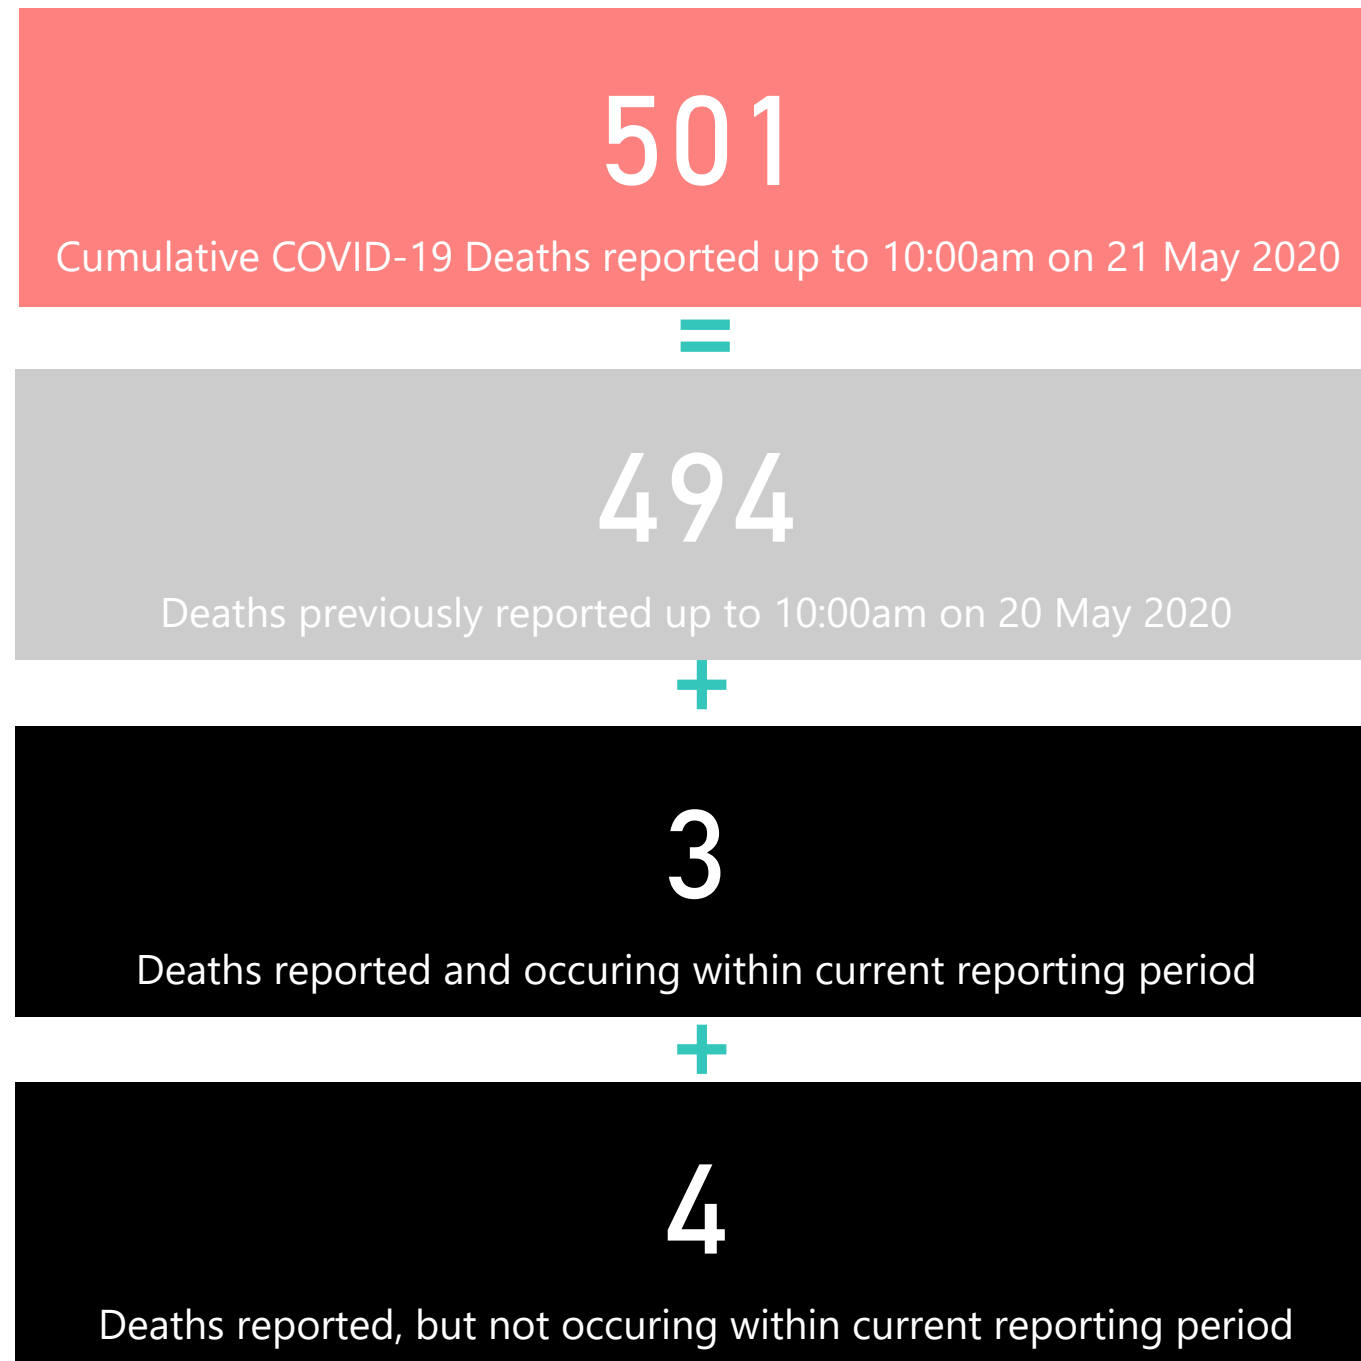 501
Cumulative COVID-19 Deaths reported up to 10:00am on 21 May 2020
=
494
Deaths previously reported up to 10:00am on 20 May 2020
+
3
Deaths reported and occuring within current reporting period
+
4
Deaths reported, but not occuring within current reporting period